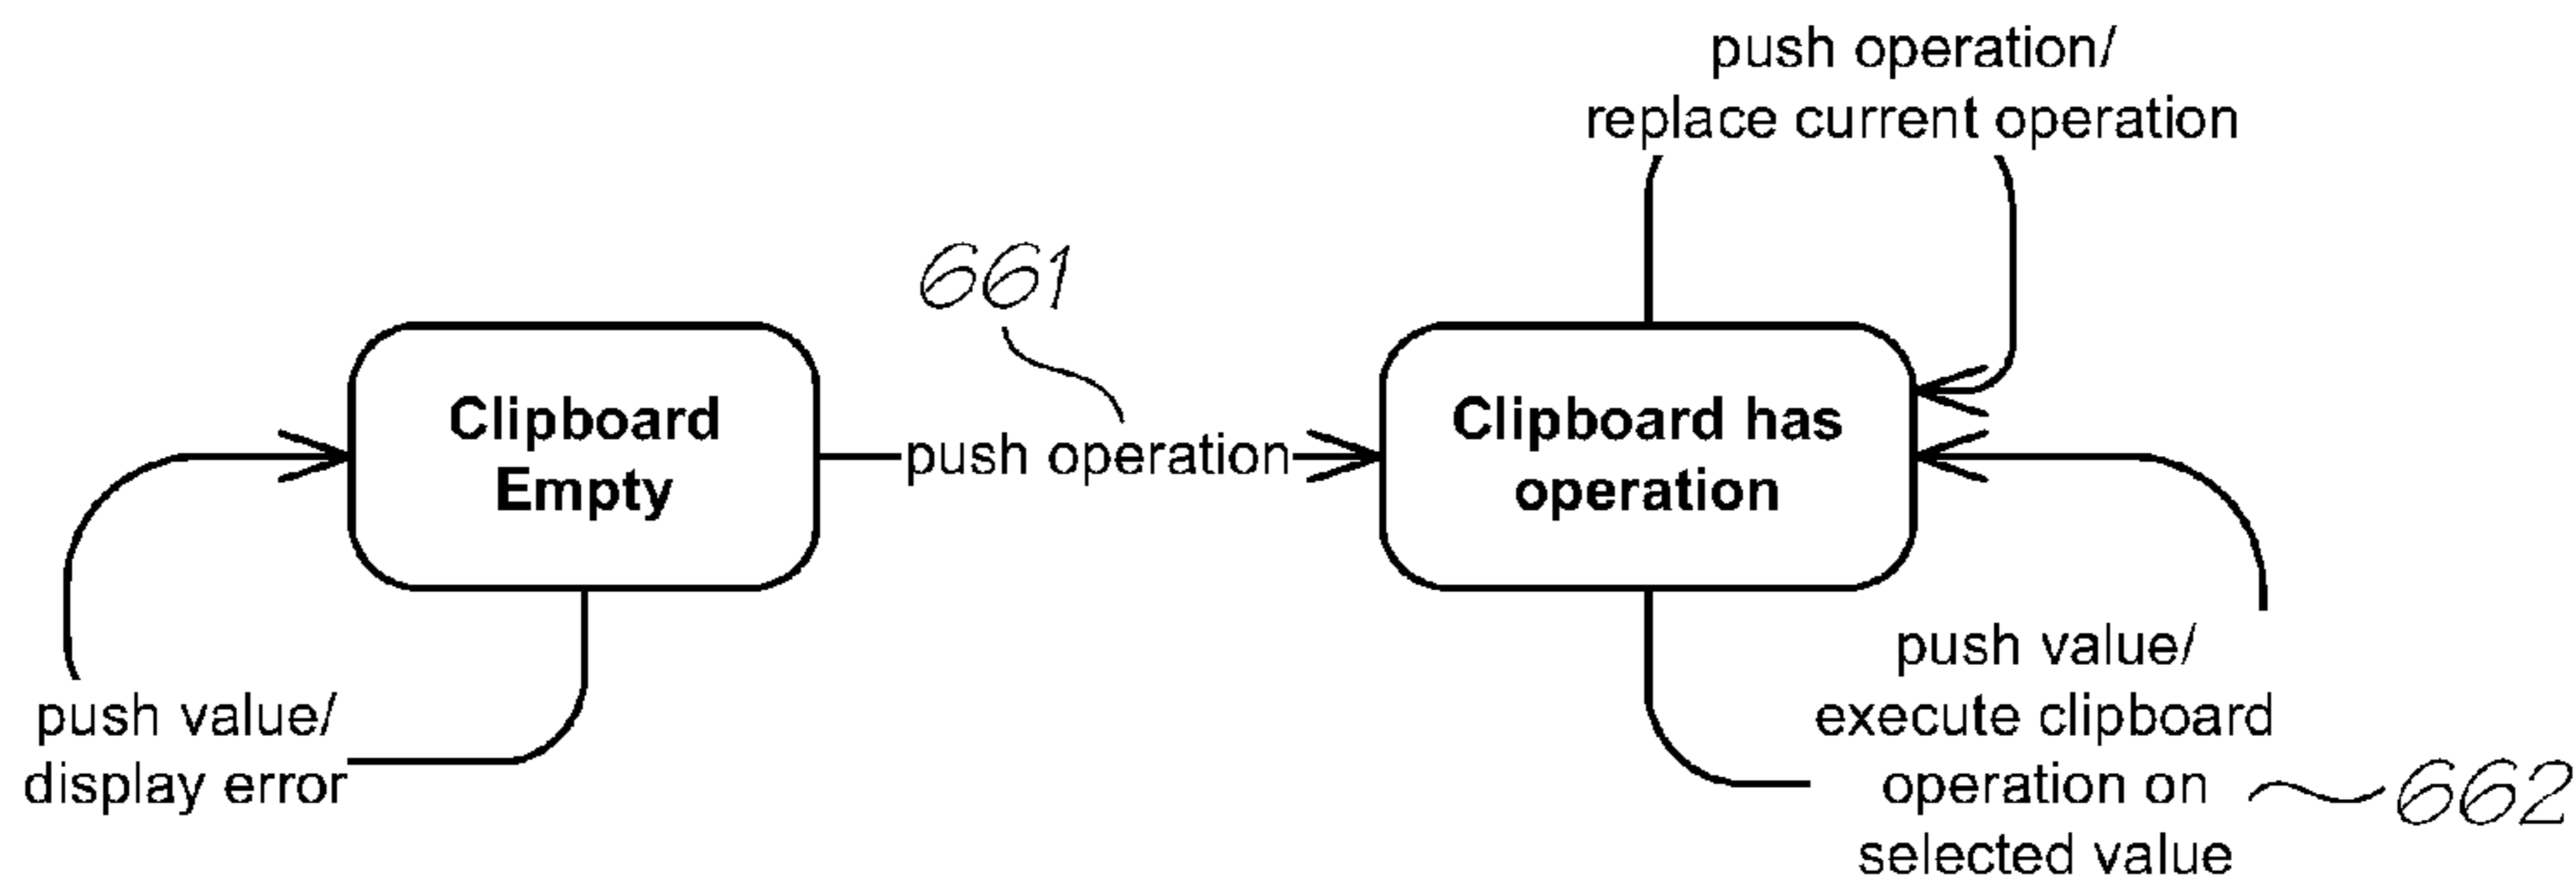 push operation/
replace current operation
661
Clipboard
Empty
push operation
Clipboard has
operation
push value/
display error
push value/
execute clipboard
operation on
selected value
662